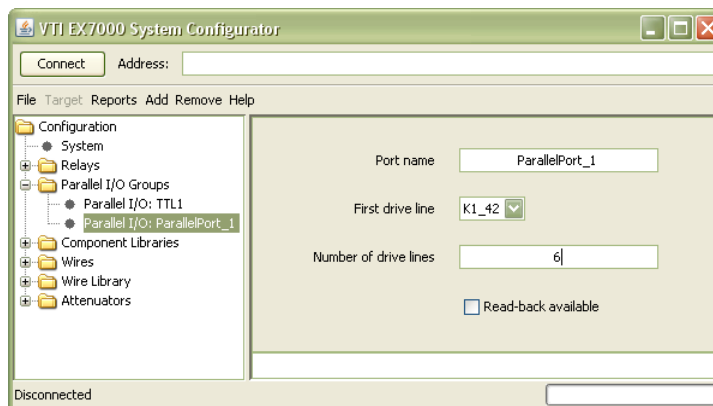 VTI EX7000 System Configurator
Connect Address:
File Target Reports Add Remove Help
Configuration
System
Relays
Parallel I/O Groups
Parallel I/O: TTL1
Parallel I/O: ParallelPort_1
Component Libraries
Wires
Wire Library
Attenuators
Port name ParallelPort_1
First drive line K1_42
Number of drive lines 6
Read-back available
Disconnected